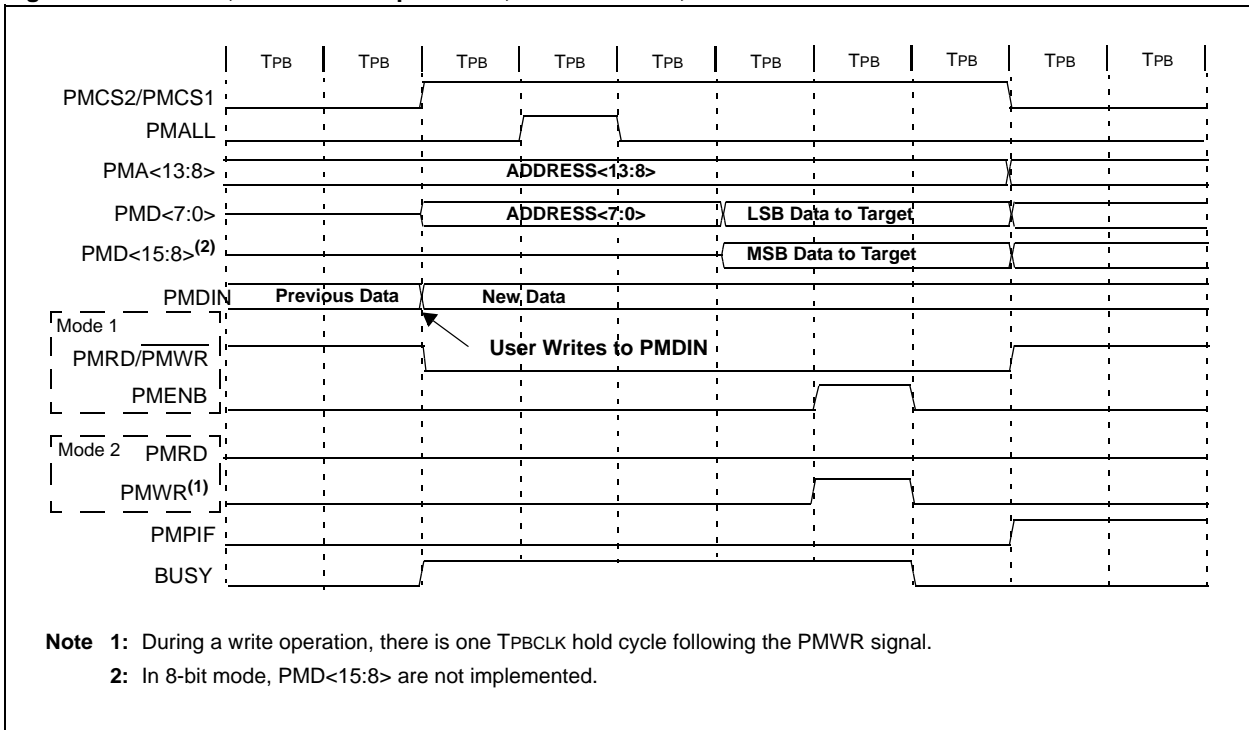 TPB TPB TPB TPB TPB TPB TPB TPB TPB TPB
PMCS2/PMCS1
PMALL
PMA<13:8> ADDRESS<13:8>
PMD<7:0> ADDRESS<7:0> LSB Data to Target
PMD<15:8>(2) MSB Data to Target
PMDIN Previous Data New Data
Mode 1
PMRD/PMWR User Writes to PMDIN
PMENB
Mode 2 PMRD
PMWR(1)
PMPIF
BUSY
Note 1: During a write operation, there is one TPBCLK hold cycle following the PMWR signal.
2: In 8-bit mode, PMD<15:8> are not implemented.